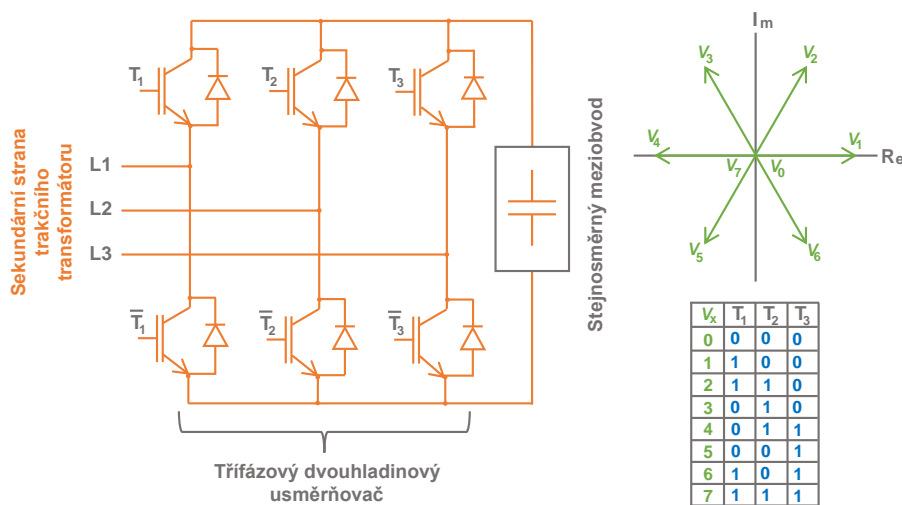 T1
T2
T3
L1
L2
L3
Sekundární strana
trakčního
transformátoru
T̅1
T̅2
T̅3
Třífázový dvouhladinový
usměrňovač
Stejnosměrný meziobvod
Im
V3
V2
V4
V1
Re
V7
V0
V5
V6
Vx T1 T2 T3
0 0 0 0
1 1 0 0
2 1 1 0
3 0 1 0
4 0 1 1
5 0 0 1
6 1 0 1
7 1 1 1